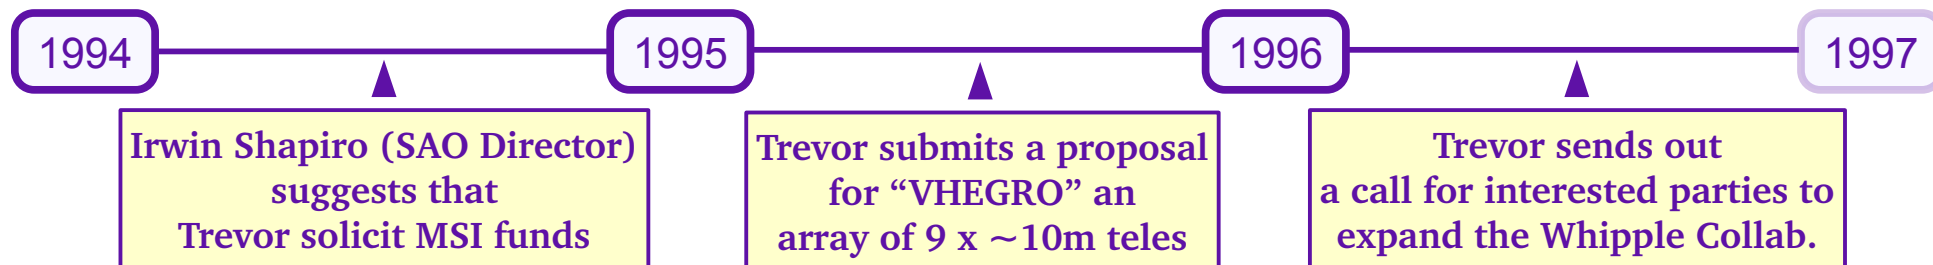 1994
1995
1996
1997
Irwin Shapiro (SAO Director)
suggests that
Trevor solicit MSI funds
Trevor submits a proposal
for “VHEGRO” an
array of 9 x ~10m teles
Trevor sends out
a call for interested parties to
expand the Whipple Collab.